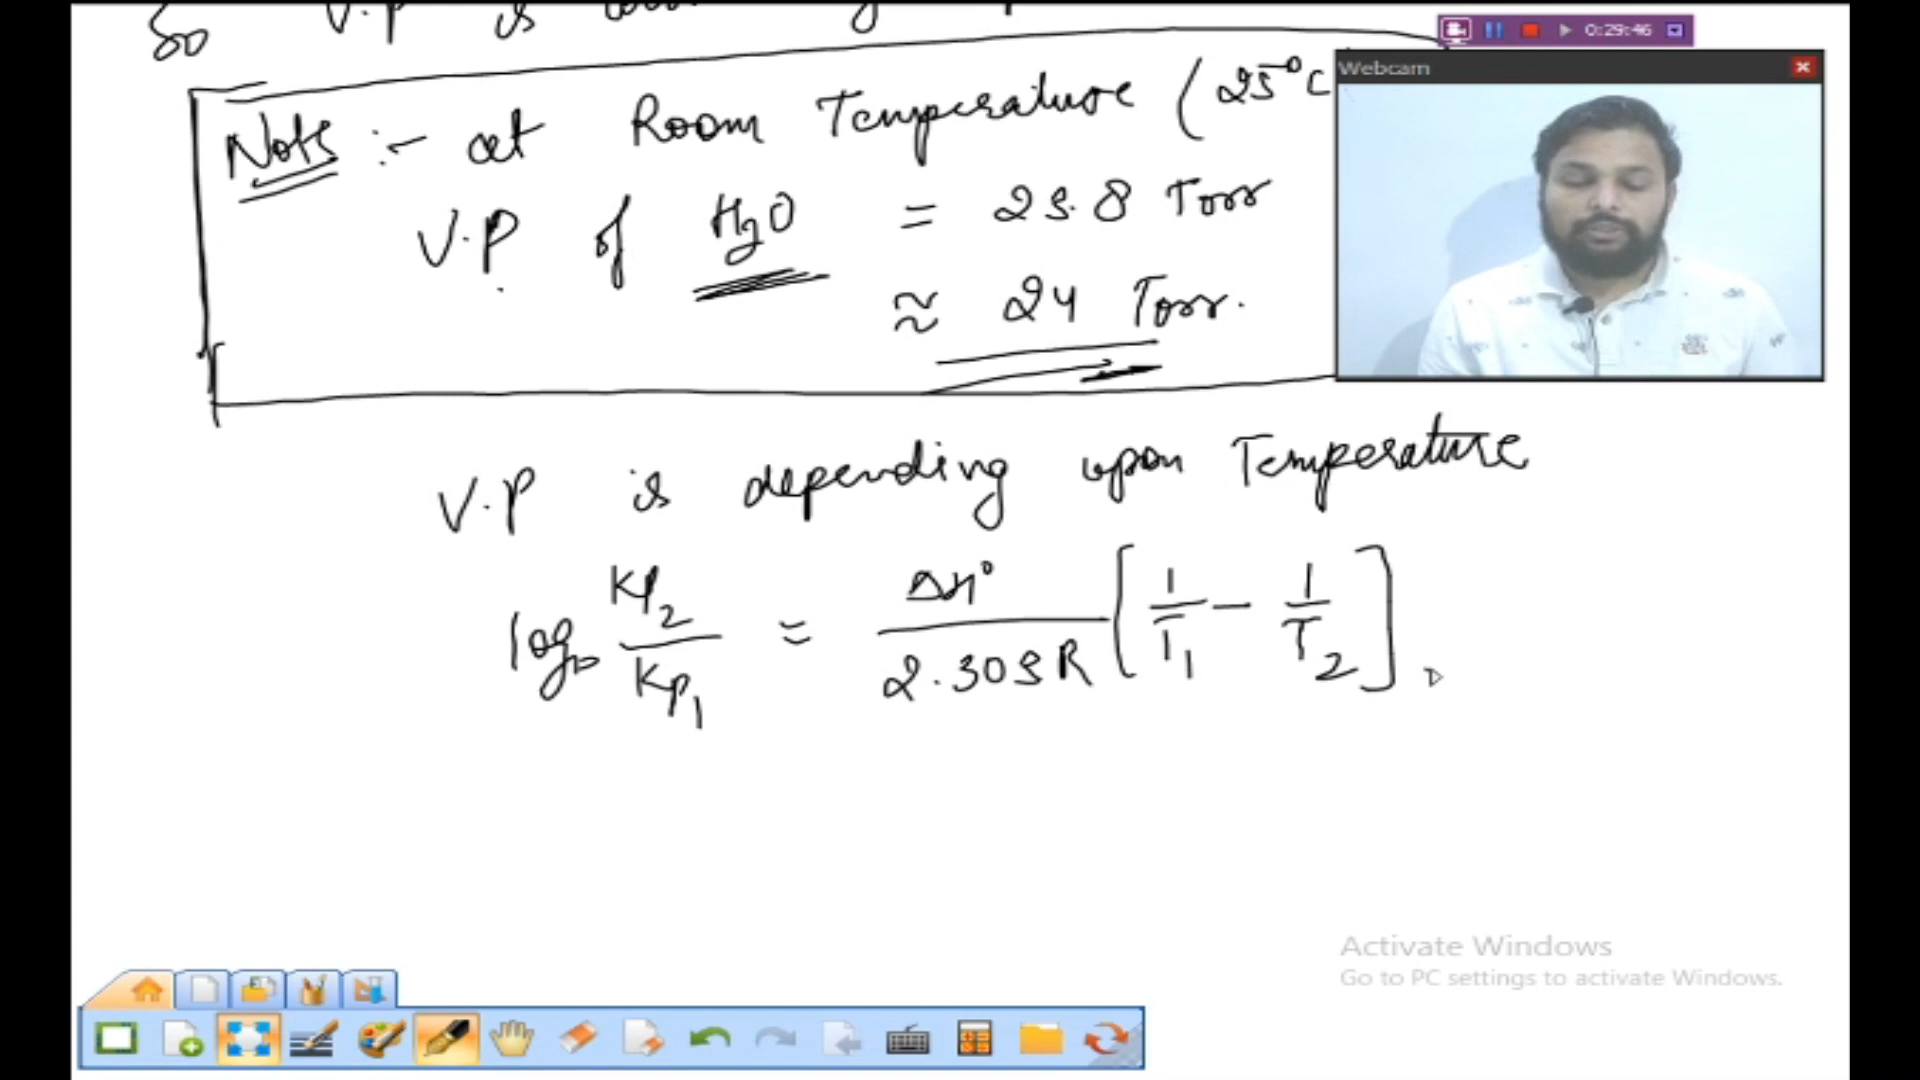 So V.P is
0:29:46
Webcam
Note :- at Room Temperature (25°C
V.P of H2O = 23.8 Torr
≈ 24 Torr.
V.P is depending upon Temperature
log10 Kp2/Kp1 = ΔH°/2.303R [1/T1 - 1/T2]
Activate Windows
Go to PC settings to activate Windows.